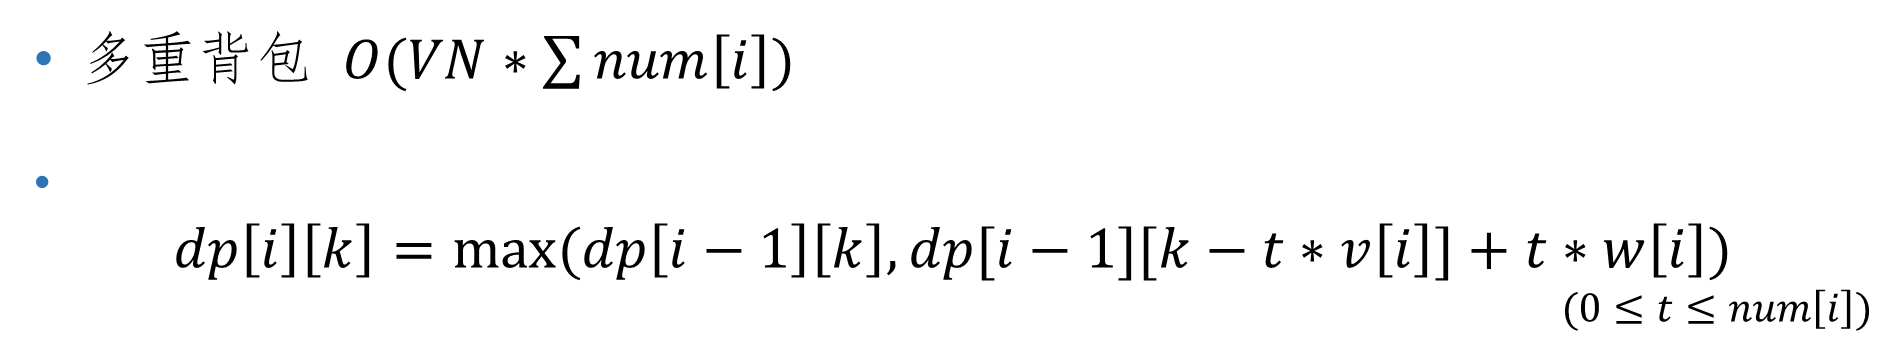 • 多重背包 O(VN ∗ ∑ num[i])
•
dp[i][k] = max(dp[i − 1][k], dp[i − 1][k − t ∗ v[i]] + t ∗ w[i])
(0 ≤ t ≤ num[i])